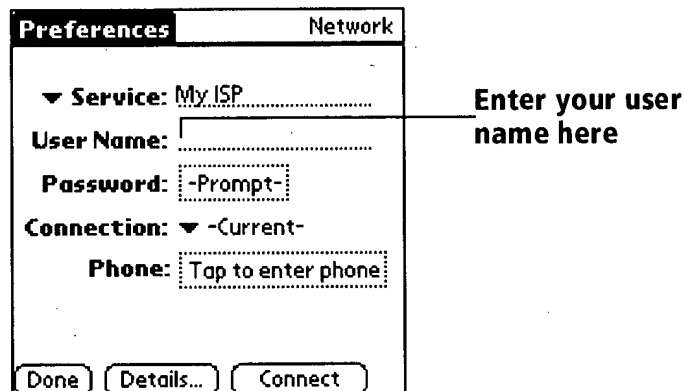 Preferences Network
▼ Service: My ISP
User Name:
Password: -Prompt-
Connection: ▼ -Current-
Phone: Tap to enter phone
Done Details... Connect
Enter your user
name here